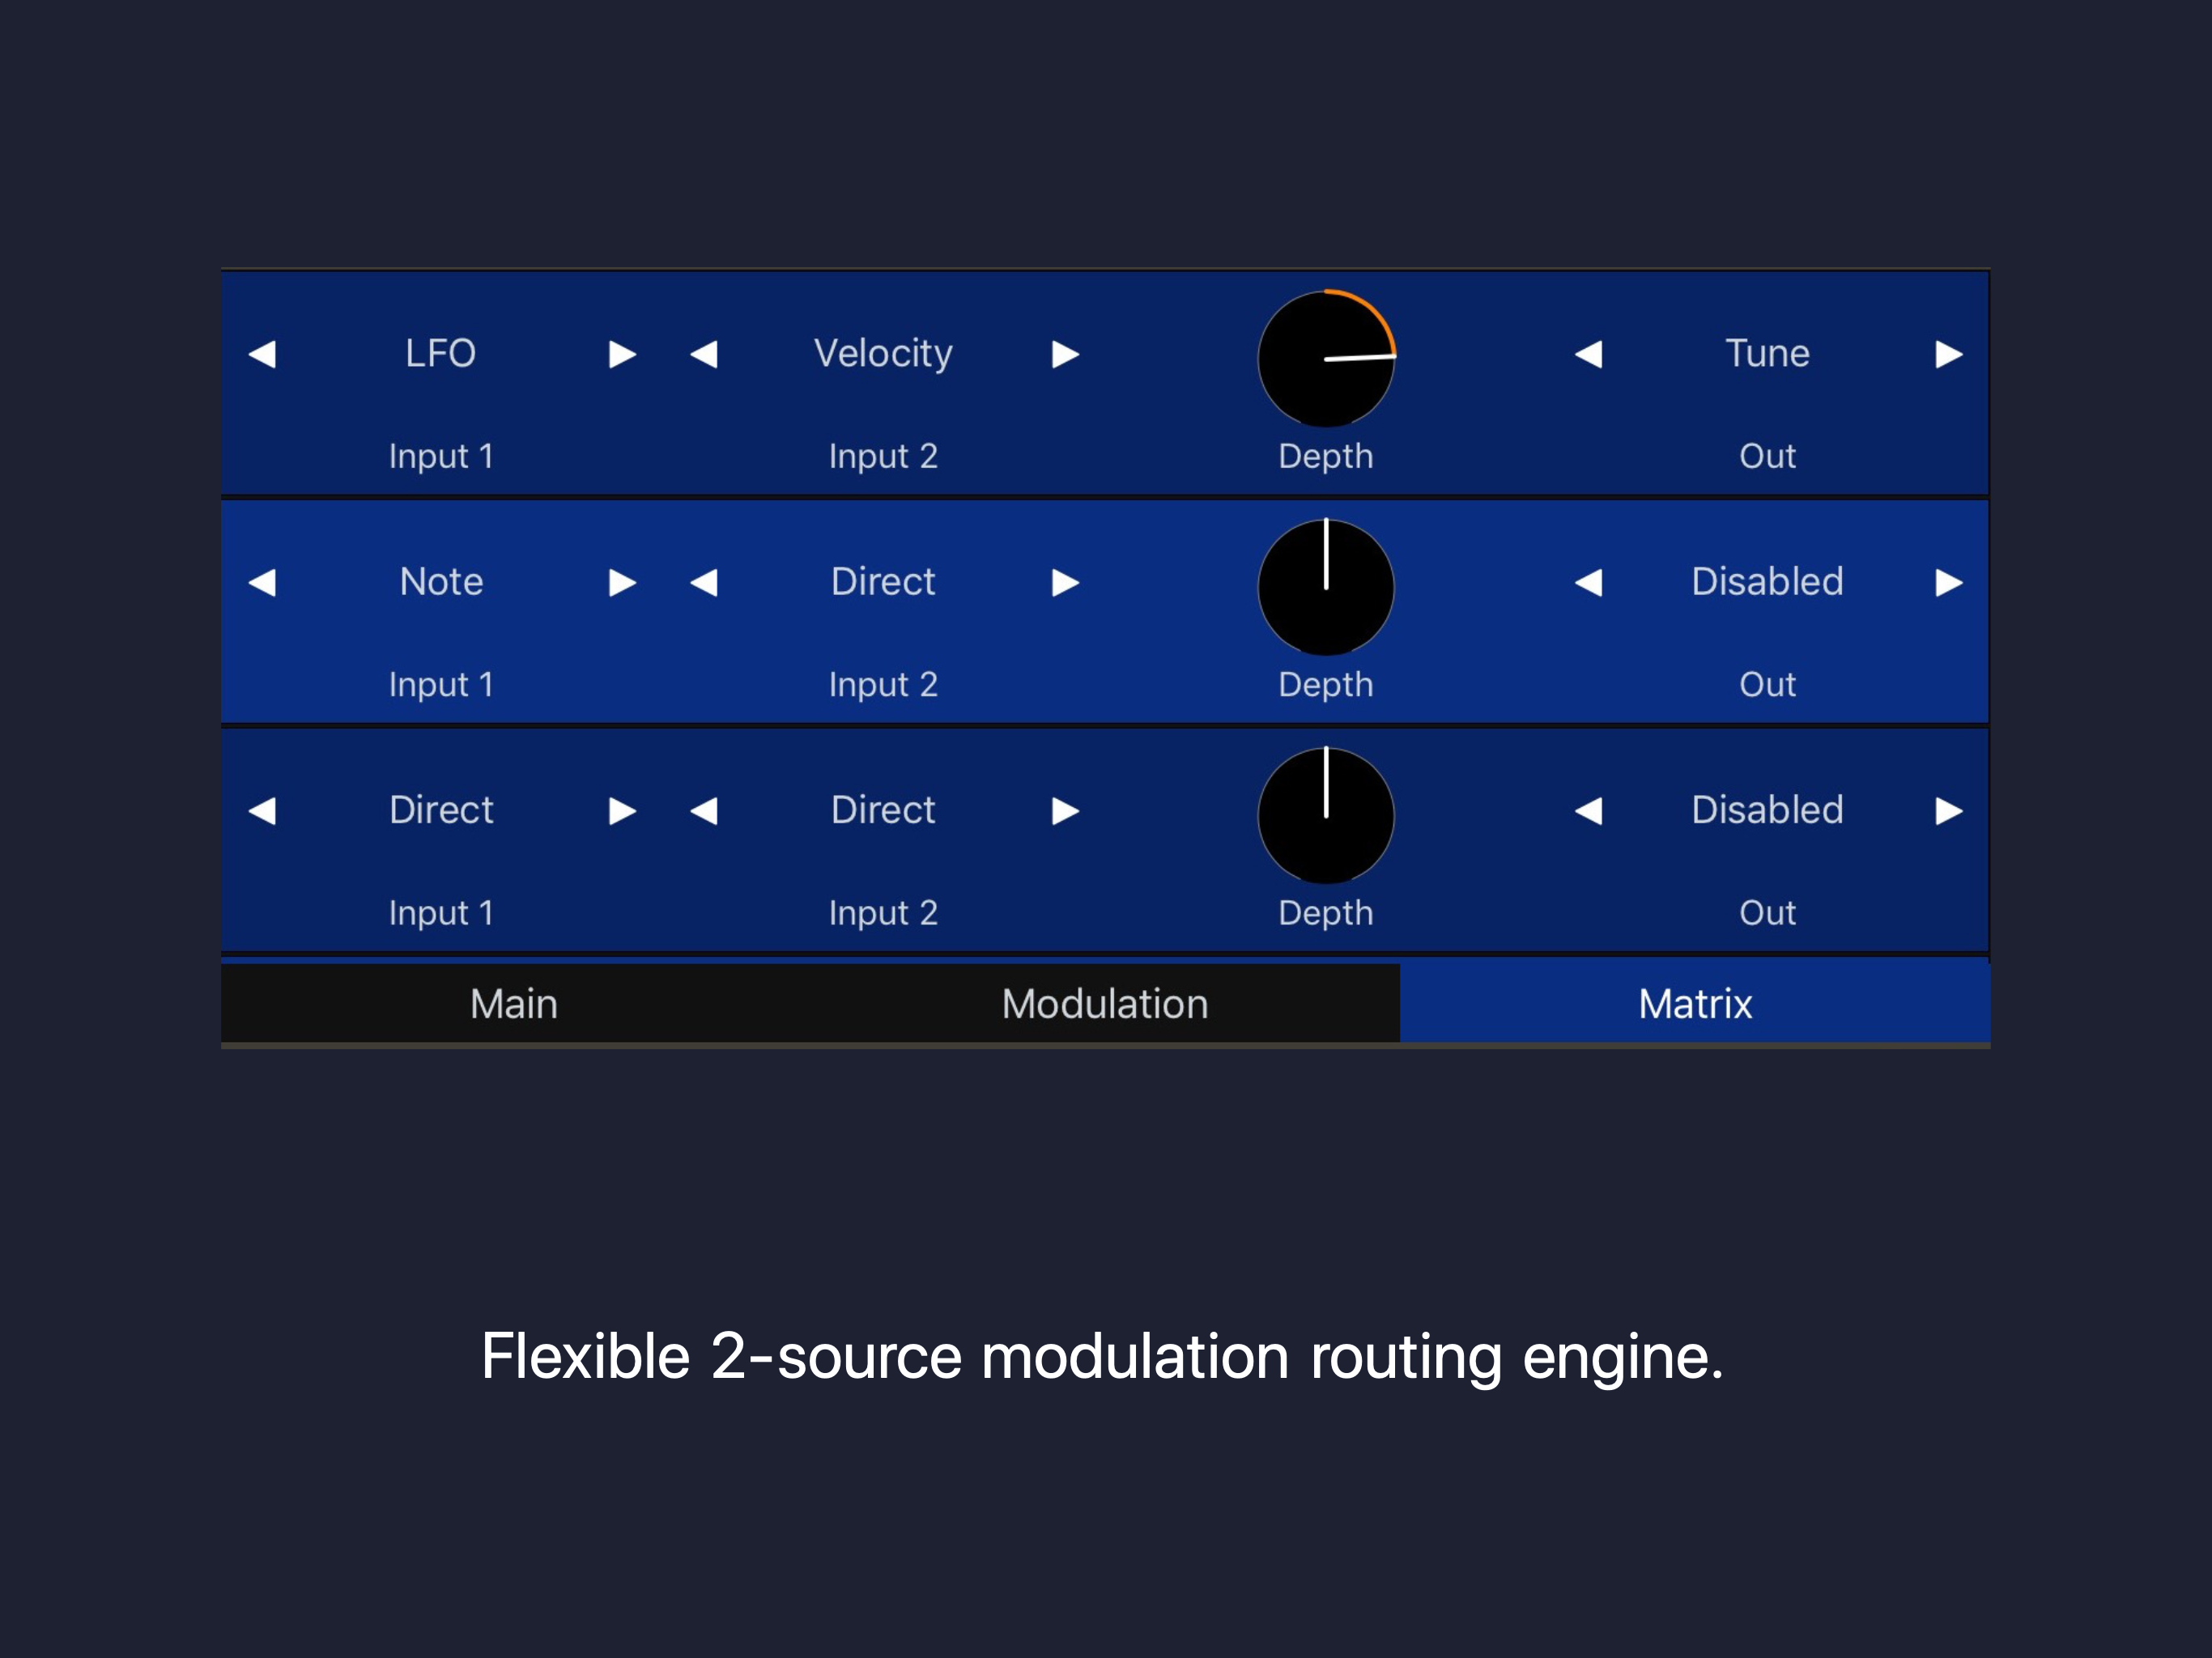 LFO Velocity Tune
Input 1 Input 2 Depth Out
Note Direct Disabled
Input 1 Input 2 Depth Out
Direct Direct Disabled
Input 1 Input 2 Depth Out
Main Modulation Matrix
Flexible 2-source modulation routing engine.